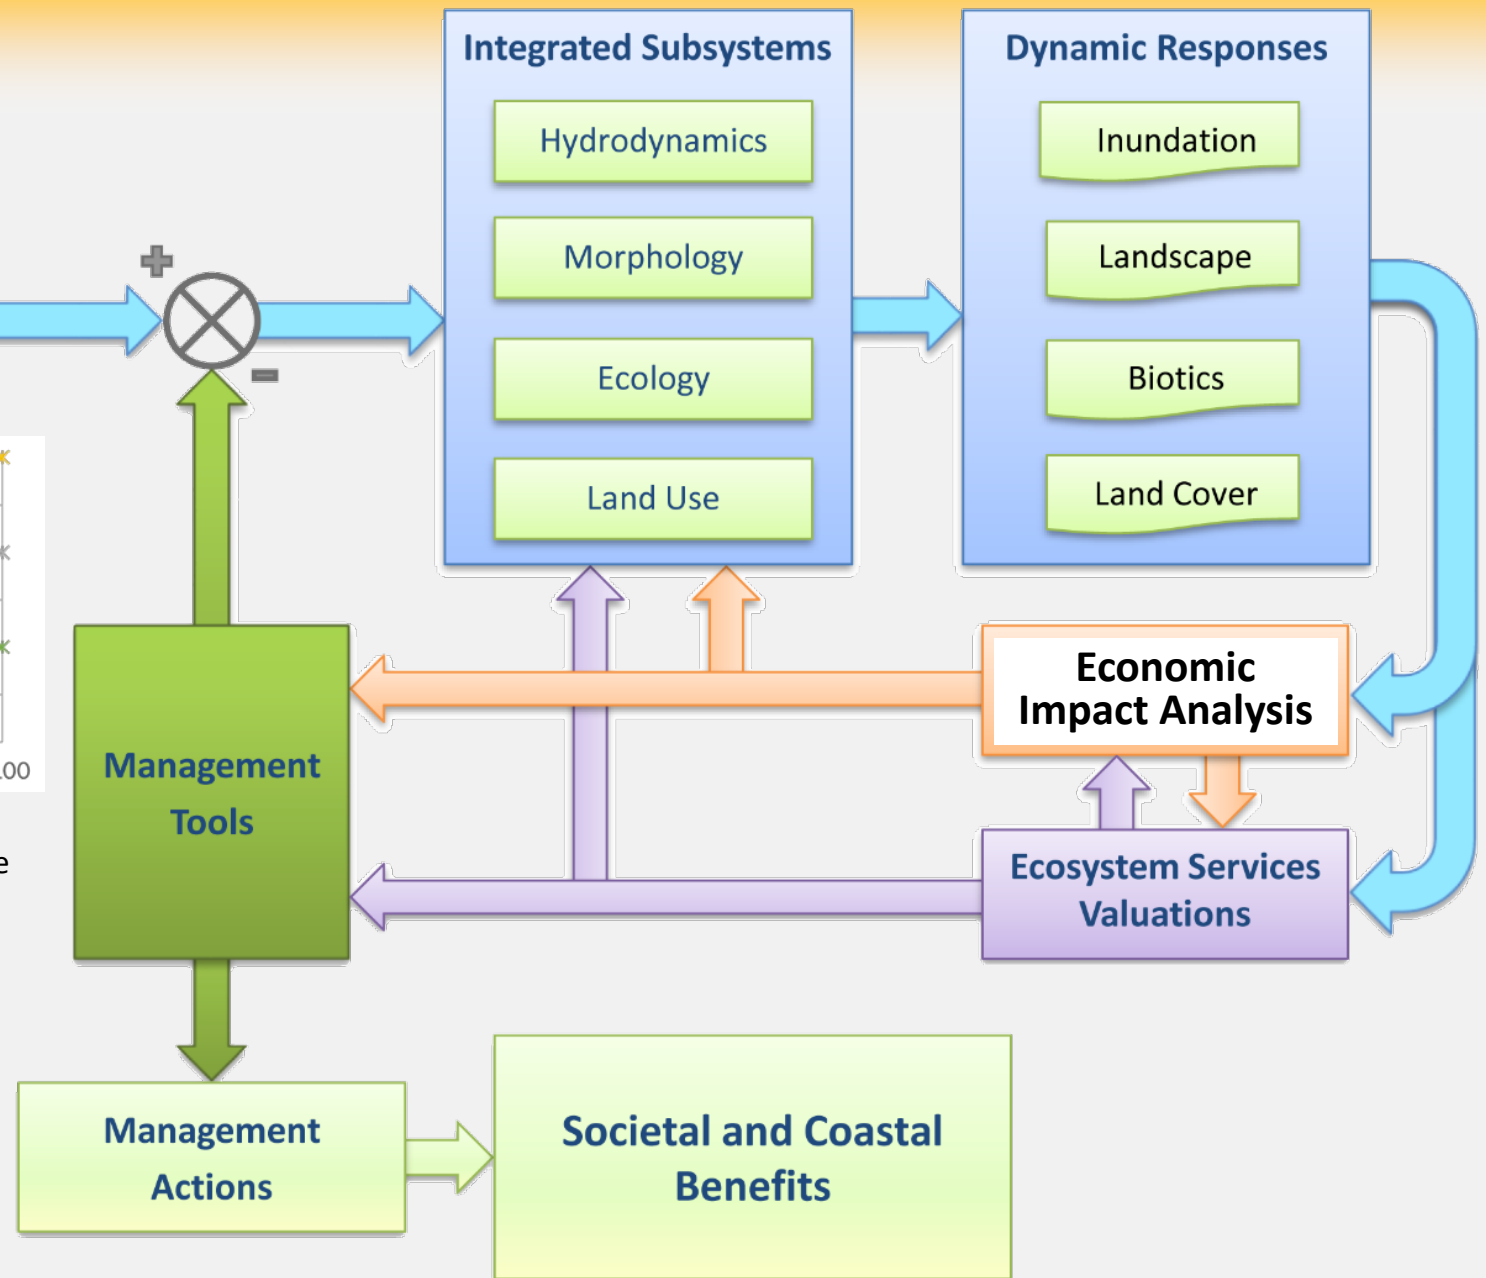 Integrated Subsystems
Hydrodynamics
Morphology
Ecology
Land Use
Dynamic Responses
Inundation
Landscape
Biotics
Land Cover
Economic
Impact Analysis
Ecosystem Services
Valuations
Management
Tools
Management
Actions
Societal and Coastal
Benefits